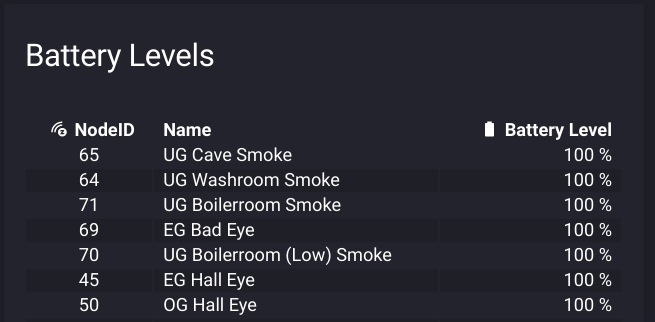 Battery Levels
NodeID Name Battery Level
65 UG Cave Smoke 100 %
64 UG Washroom Smoke 100 %
71 UG Boilerroom Smoke 100 %
69 EG Bad Eye 100 %
70 UG Boilerroom (Low) Smoke 100 %
45 EG Hall Eye 100 %
50 OG Hall Eye 100 %